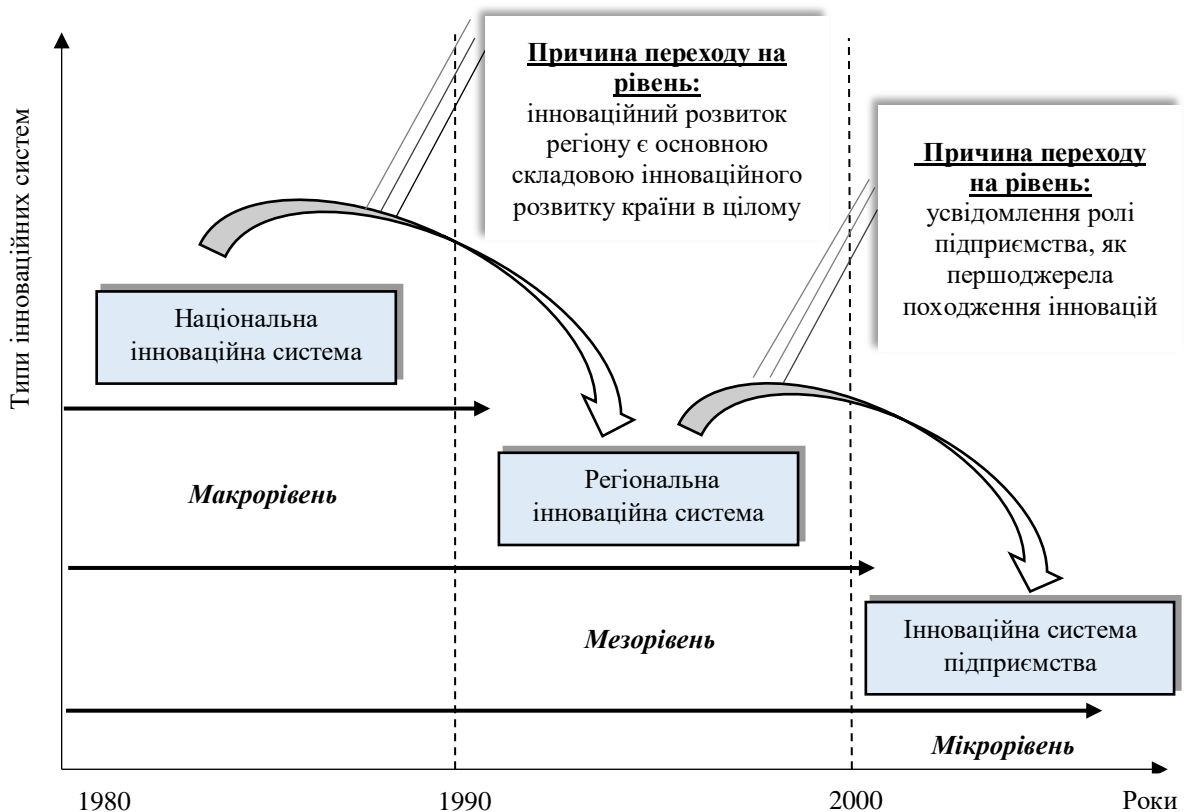 Типи інноваційних систем
Причина переходу на
рівень:
інноваційний розвиток
регіону є основною
складовою інноваційного
розвитку країни в цілому
Причина переходу
на рівень:
усвідомлення ролі
підприємства, як
першоджерела
походження інновацій
Національна
інноваційна система
Макрорівень
Регіональна
інноваційна система
Мезорівень
Інноваційна система
підприємства
Мікрорівень
1980
1990
2000
Роки